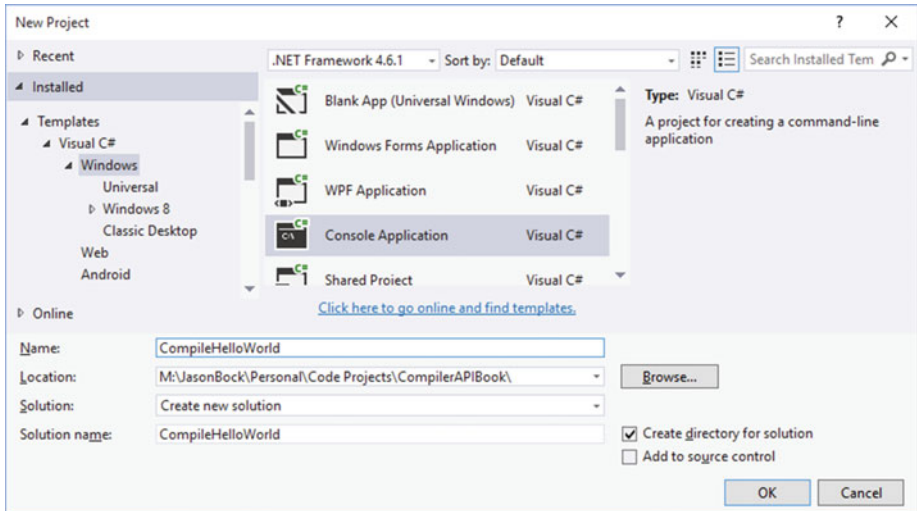 New Project
Recent
Installed
Templates
Visual C#
Windows
Universal
Windows 8
Classic Desktop
Web
Android
Online
.NET Framework 4.6.1 Sort by: Default
Search Installed Tem
Blank App (Universal Windows) Visual C#
Windows Forms Application Visual C#
WPF Application Visual C#
Console Application Visual C#
Shared Project Visual C#
Click here to go online and find templates.
Type: Visual C#
A project for creating a command-line
application
Name: CompileHelloWorld
Location: M:\JasonBock\Personal\Code Projects\CompilerAPIBook\ Browse...
Solution: Create new solution
Solution name: CompileHelloWorld
Create directory for solution
Add to source control
OK Cancel